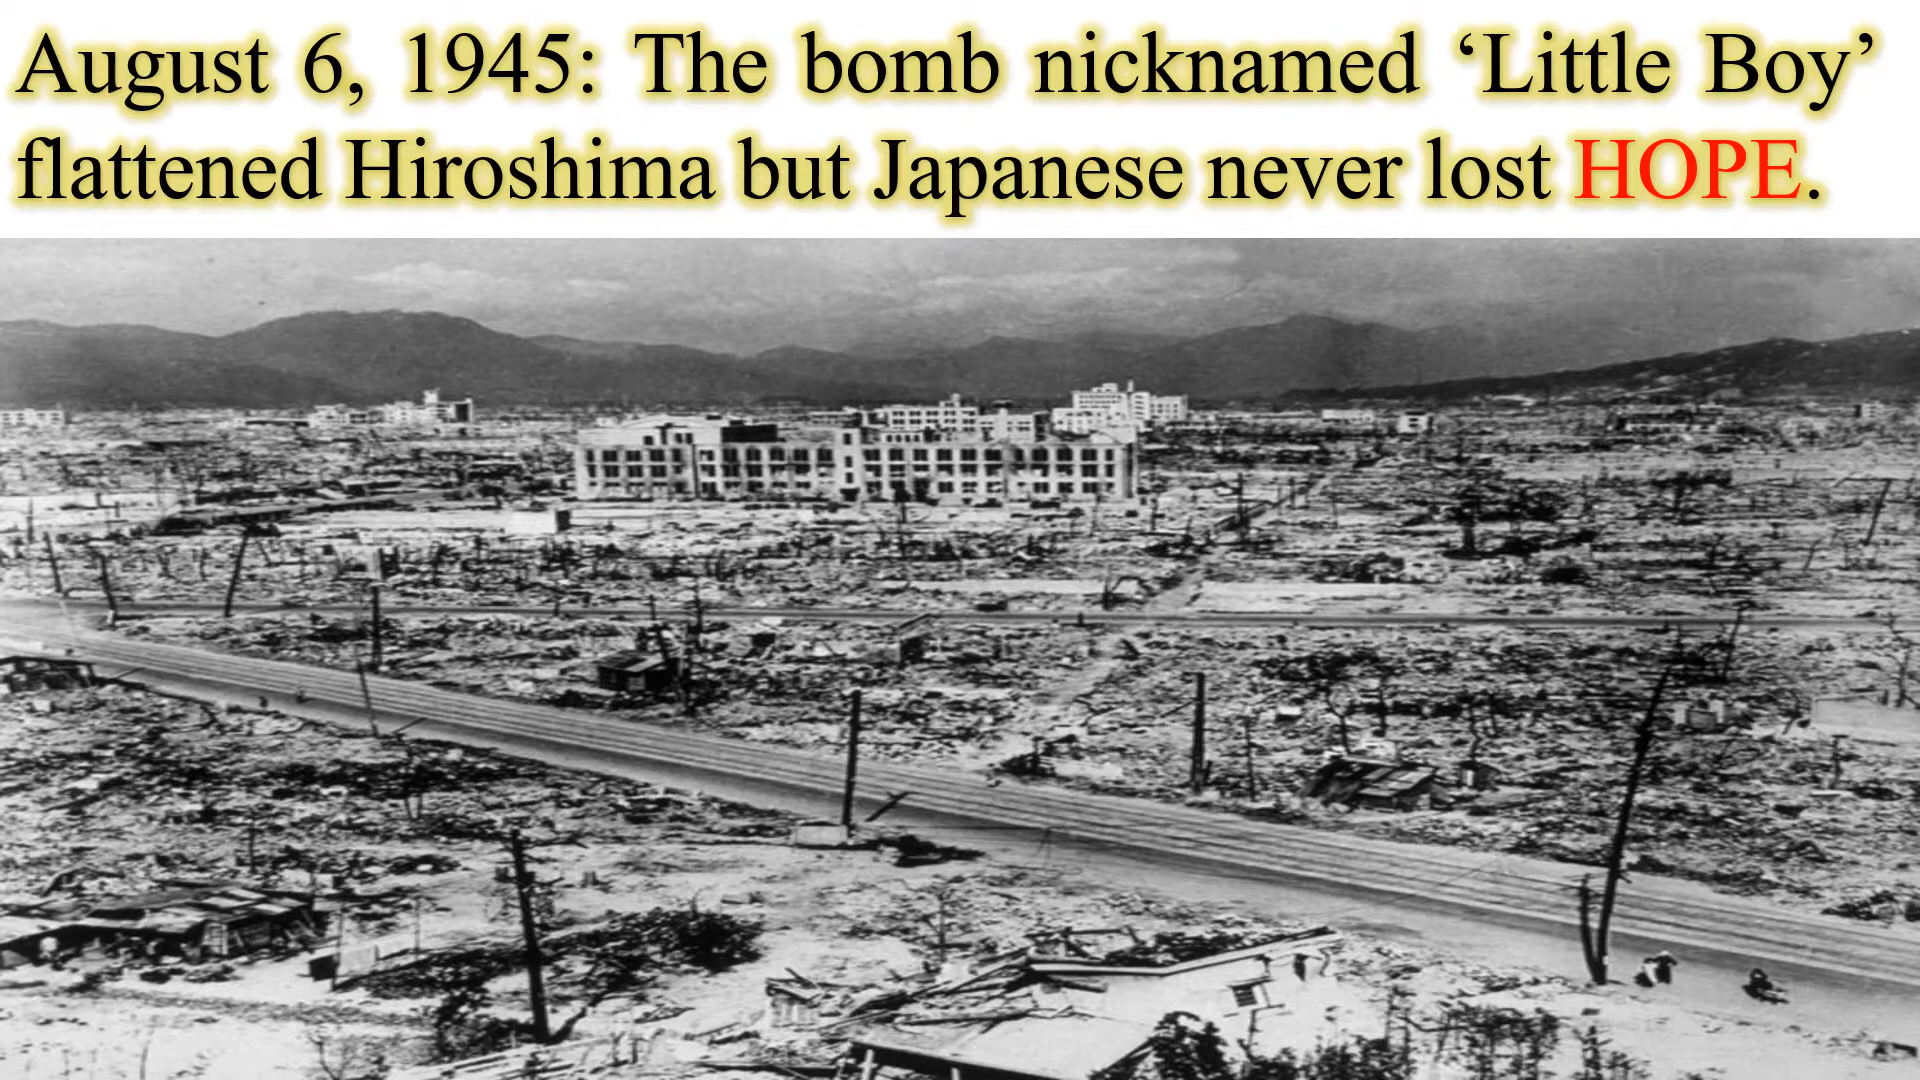 August 6, 1945: The bomb nicknamed ‘Little Boy’
flattened Hiroshima but Japanese never lost HOPE.